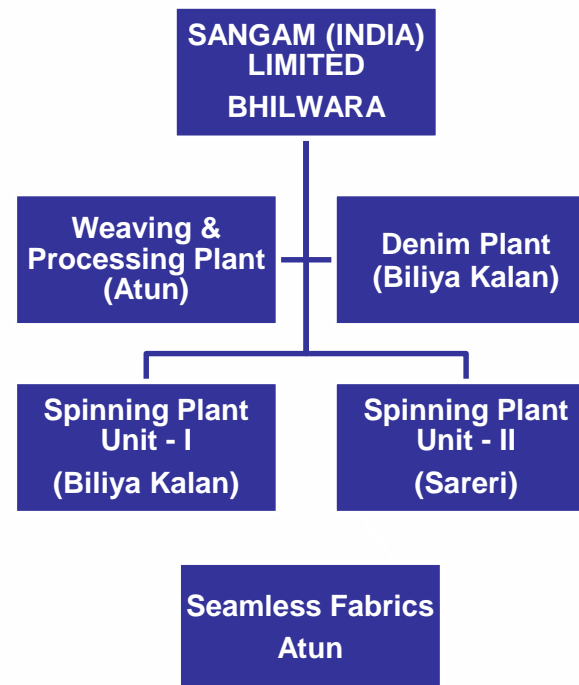 SANGAM (INDIA)
LIMITED
BHILWARA
Weaving &
Processing Plant
(Atun)
Denim Plant
(Biliya Kalan)
Spinning Plant
Unit - I
(Biliya Kalan)
Spinning Plant
Unit - II
(Sareri)
Seamless Fabrics
Atun